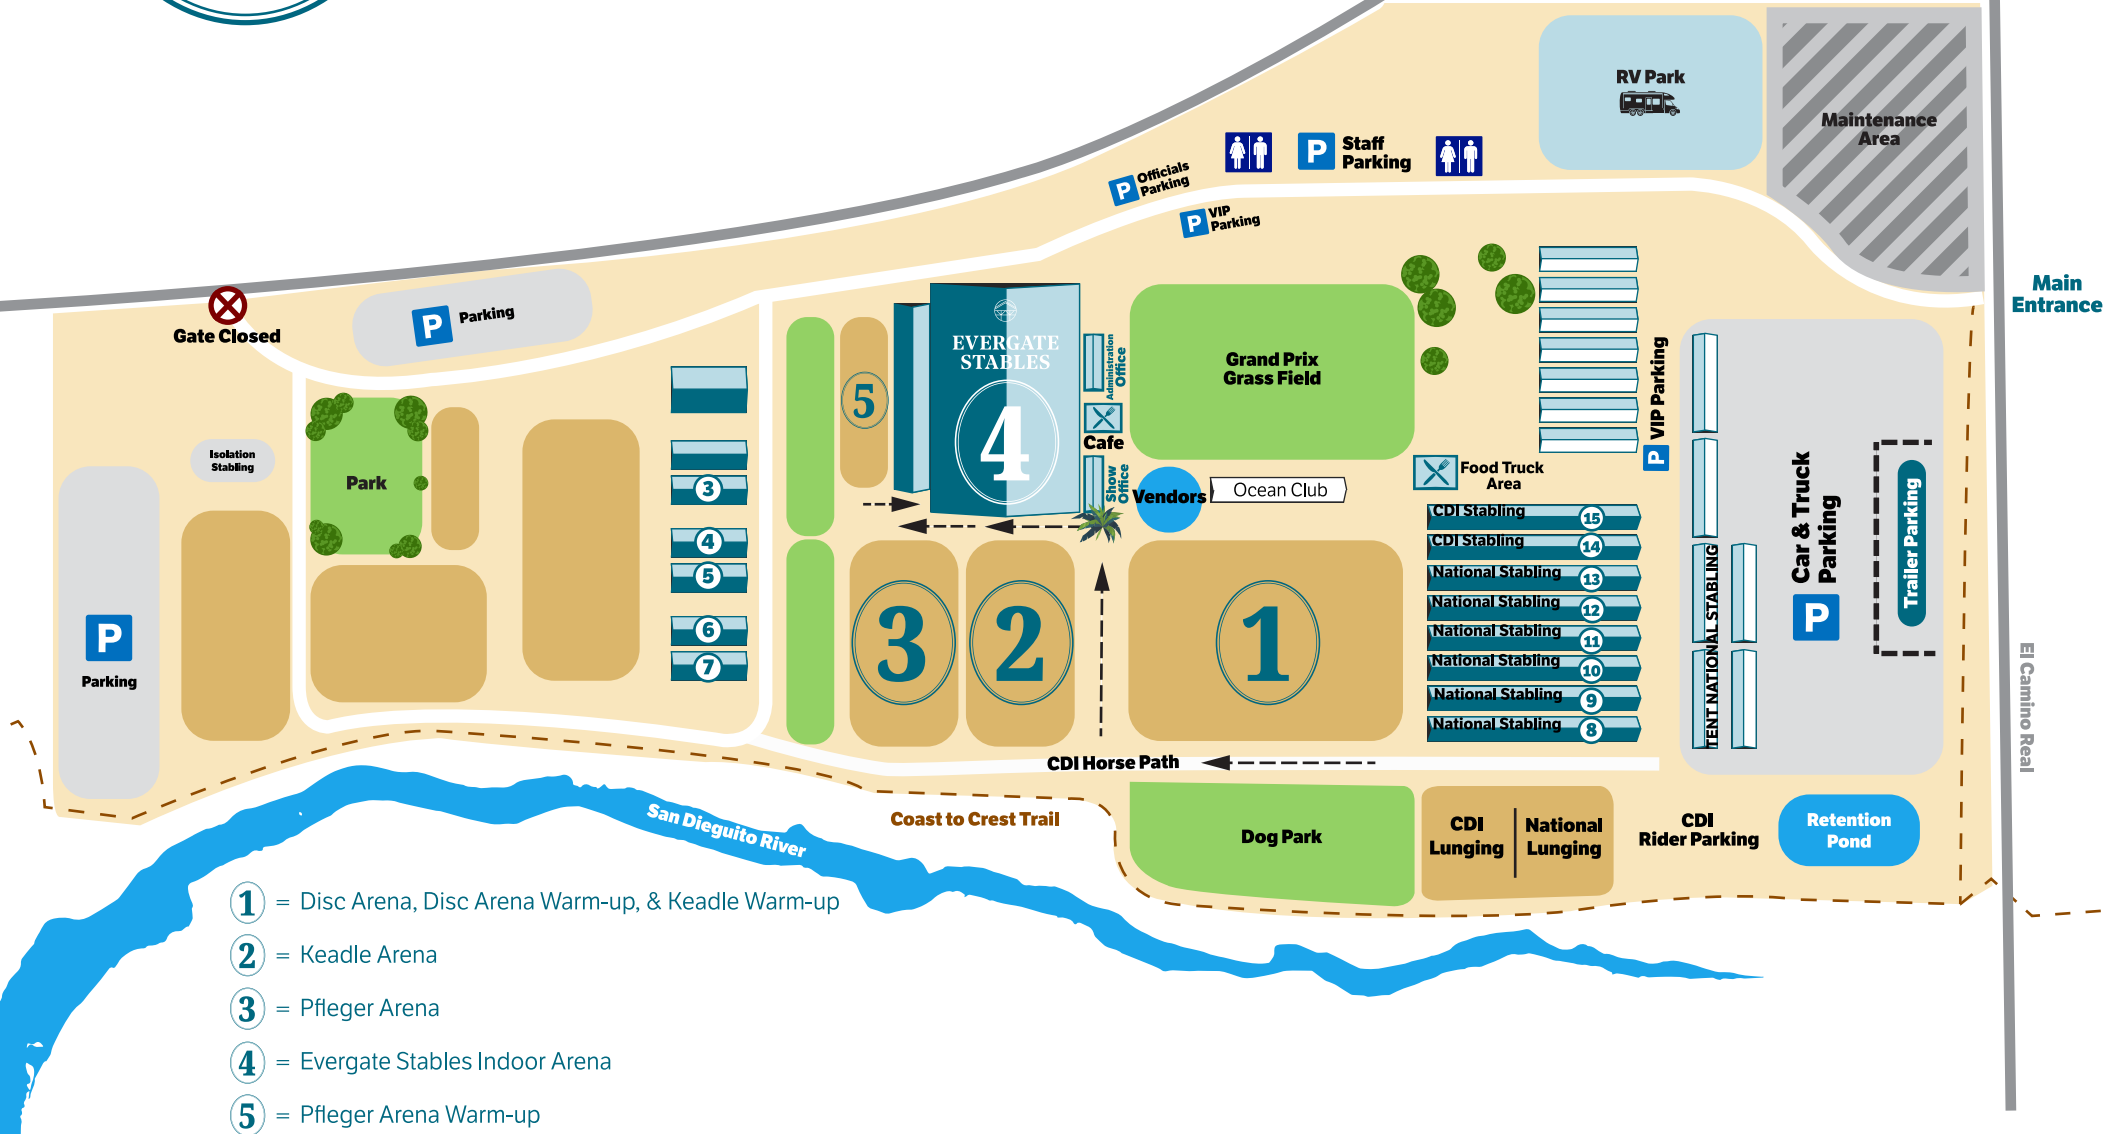 RV Park
Maintenance
Area
Staff
Parking
P
P
Officials
Parking
P
VIP
Parking
Main
Entrance
Gate Closed
P
Parking
EVERGATE
STABLES
4
5
Administration
Office
Cafe
Show
Office
Grand Prix
Grass Field
VIP Parking
P
Isolation
Stabling
Park
3
4
5
6
7
Vendors
Ocean Club
Food Truck
Area
CDI Stabling 15
CDI Stabling 14
National Stabling 13
National Stabling 12
National Stabling 11
National Stabling 10
National Stabling 9
National Stabling 8
TENT NATIONAL STABLING
Car & Truck
Parking
P
Trailer Parking
P
Parking
3
2
1
El Camino Real
CDI Horse Path
San Dieguito River
Coast to Crest Trail
Dog Park
CDI
Lunging
National
Lunging
CDI
Rider Parking
Retention
Pond
1 = Disc Arena, Disc Arena Warm-up, & Keadle Warm-up
2 = Keadle Arena
3 = Pfleger Arena
4 = Evergate Stables Indoor Arena
5 = Pfleger Arena Warm-up